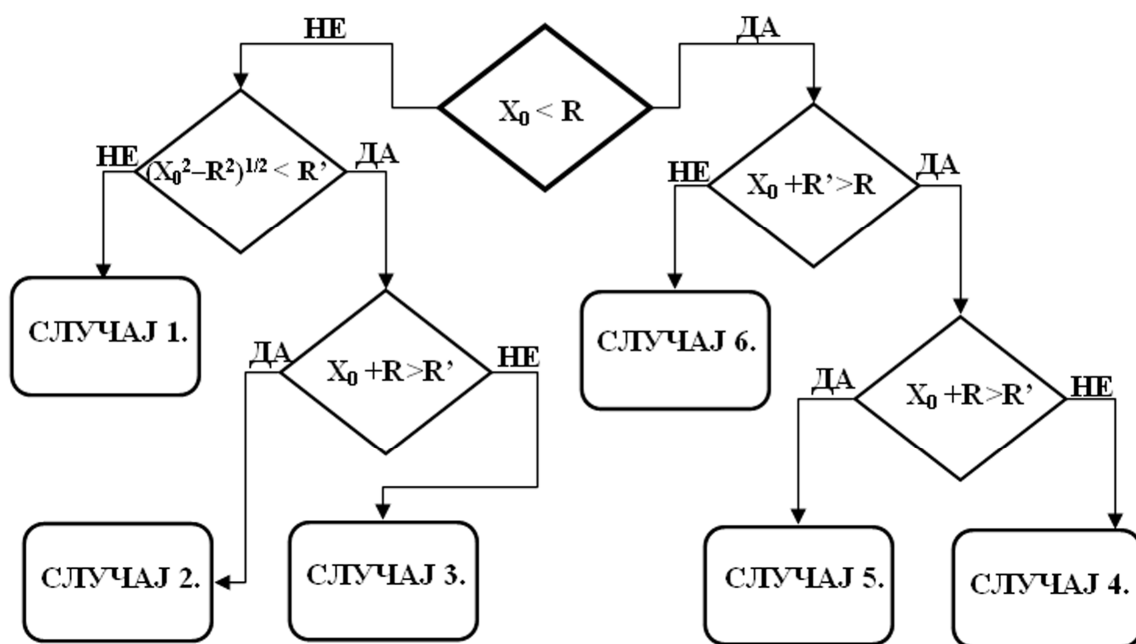 НЕ
ДА
X₀ < R
НЕ
(X₀²–R²)¹/² < R’
ДА
НЕ
X₀ +R’>R
ДА
СЛУЧАЈ 1.
СЛУЧАЈ 6.
ДА
X₀ +R>R’
НЕ
ДА
X₀ +R>R’
НЕ
СЛУЧАЈ 2.
СЛУЧАЈ 3.
СЛУЧАЈ 5.
СЛУЧАЈ 4.